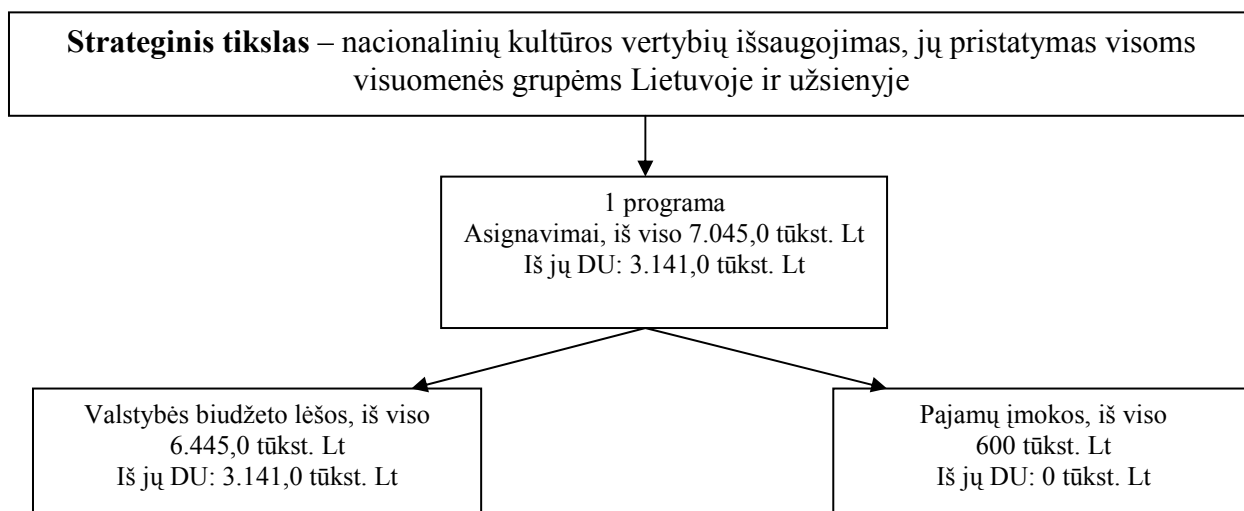 Strateginis tikslas – nacionalinių kultūros vertybių išsaugojimas, jų pristatymas visoms
visuomenės grupėms Lietuvoje ir užsienyje
1 programa
Asignavimai, iš viso 7.045,0 tūkst. Lt
Iš jų DU: 3.141,0 tūkst. Lt
Valstybės biudžeto lėšos, iš viso
6.445,0 tūkst. Lt
Iš jų DU: 3.141,0 tūkst. Lt
Pajamų įmokos, iš viso
600 tūkst. Lt
Iš jų DU: 0 tūkst. Lt